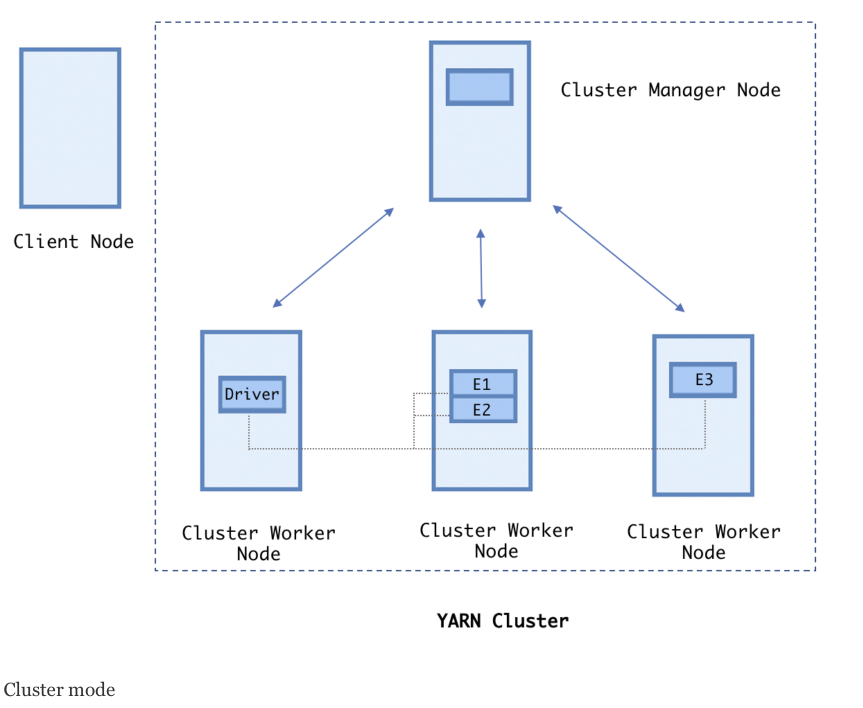 Cluster Manager Node
Client Node
Driver
E1
E2
E3
Cluster Worker
Node
Cluster Worker
Node
Cluster Worker
Node
YARN Cluster
Cluster mode